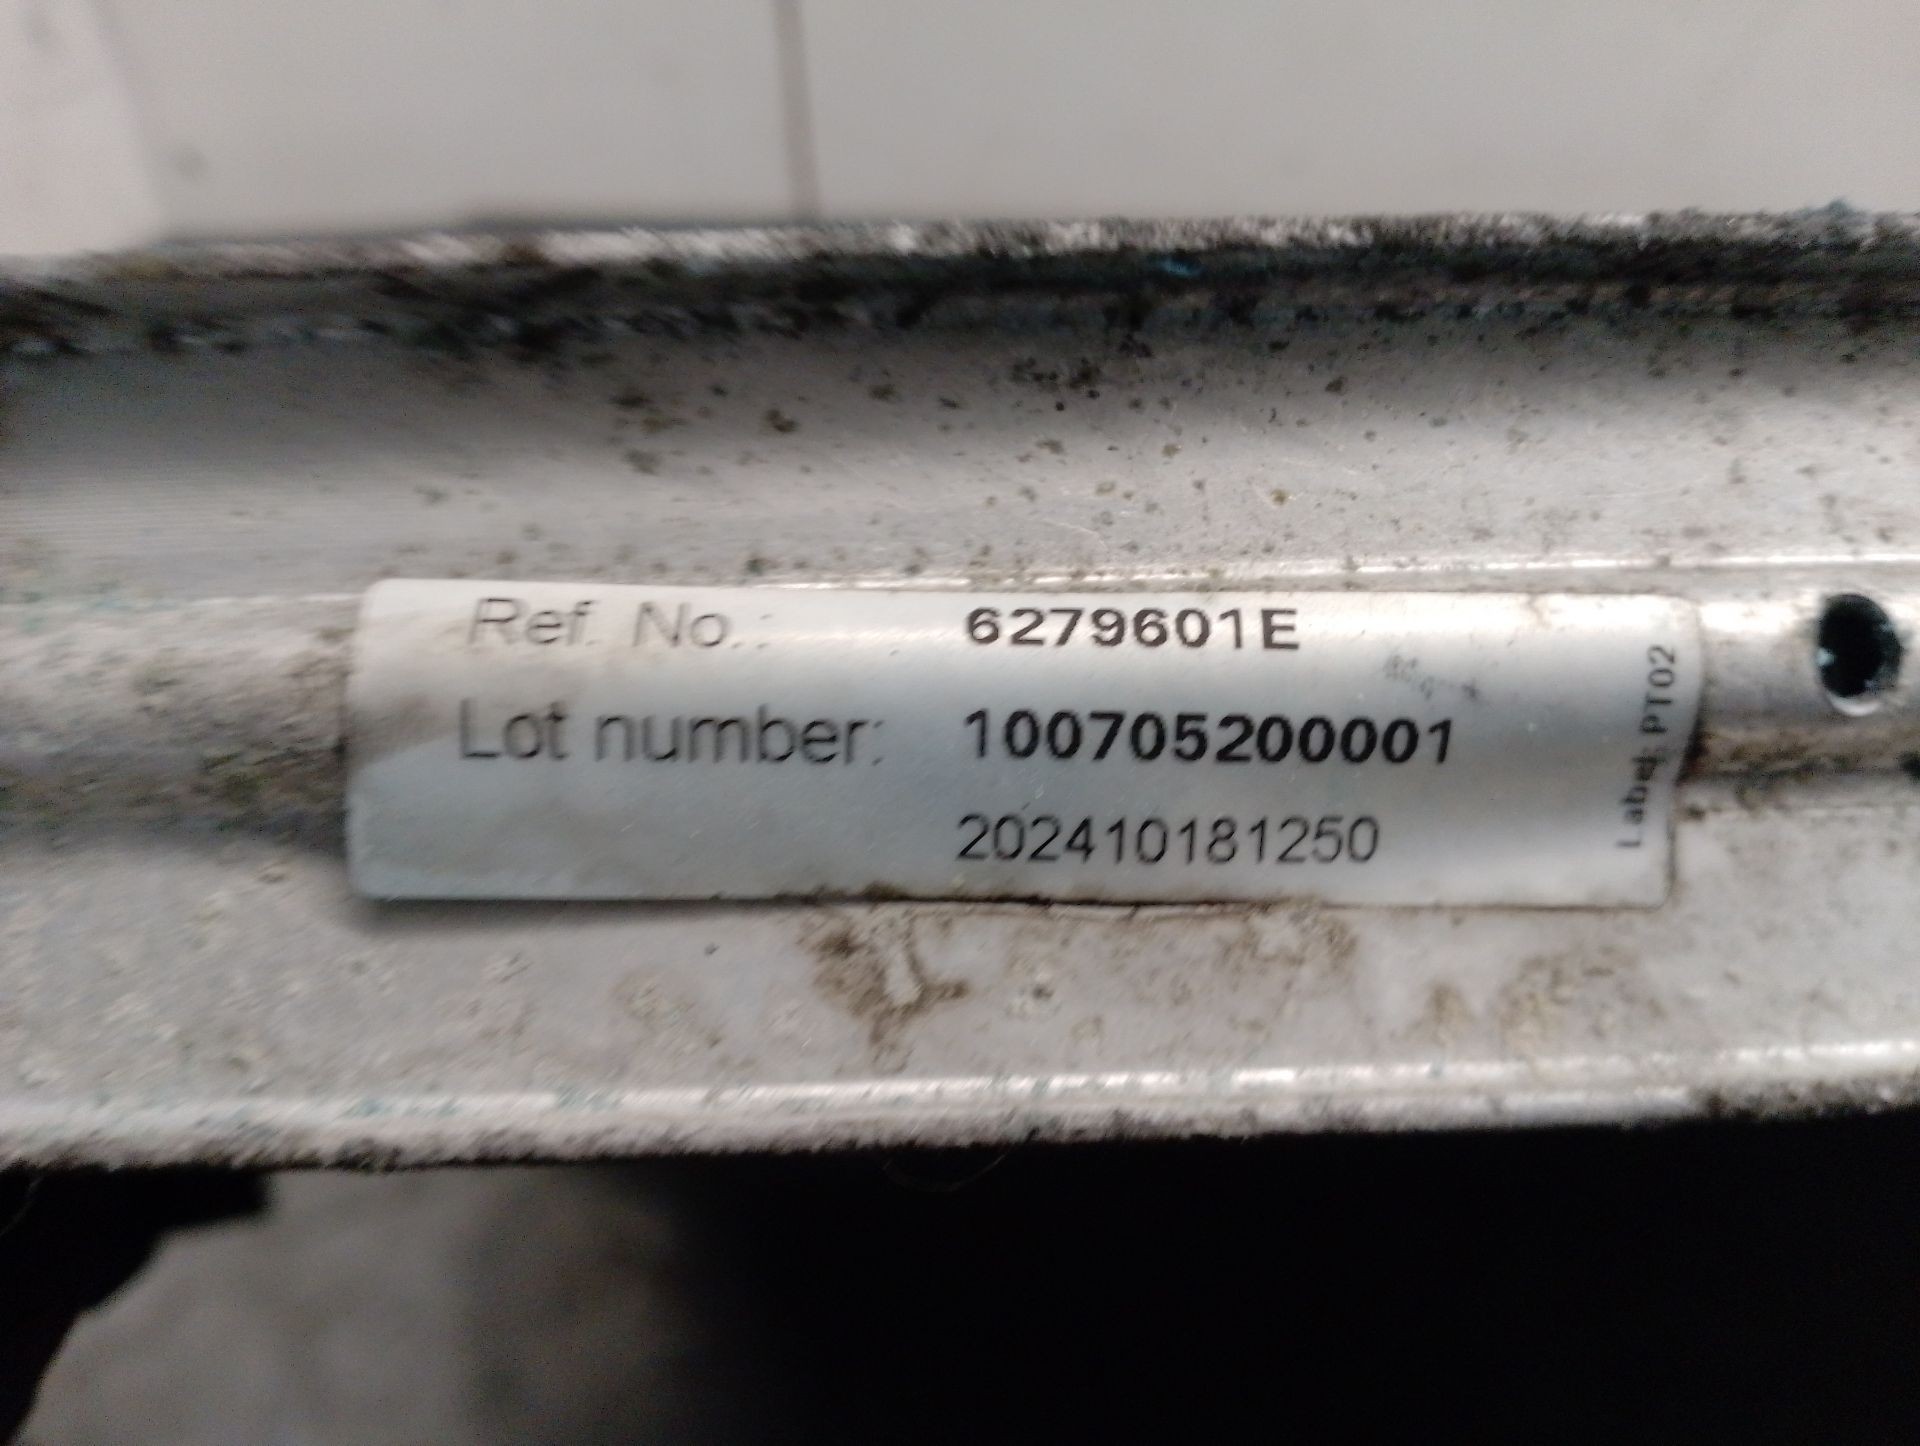 Ref. No.: 6279601E
Lot number: 100705200001
202410181250
Label: PT02